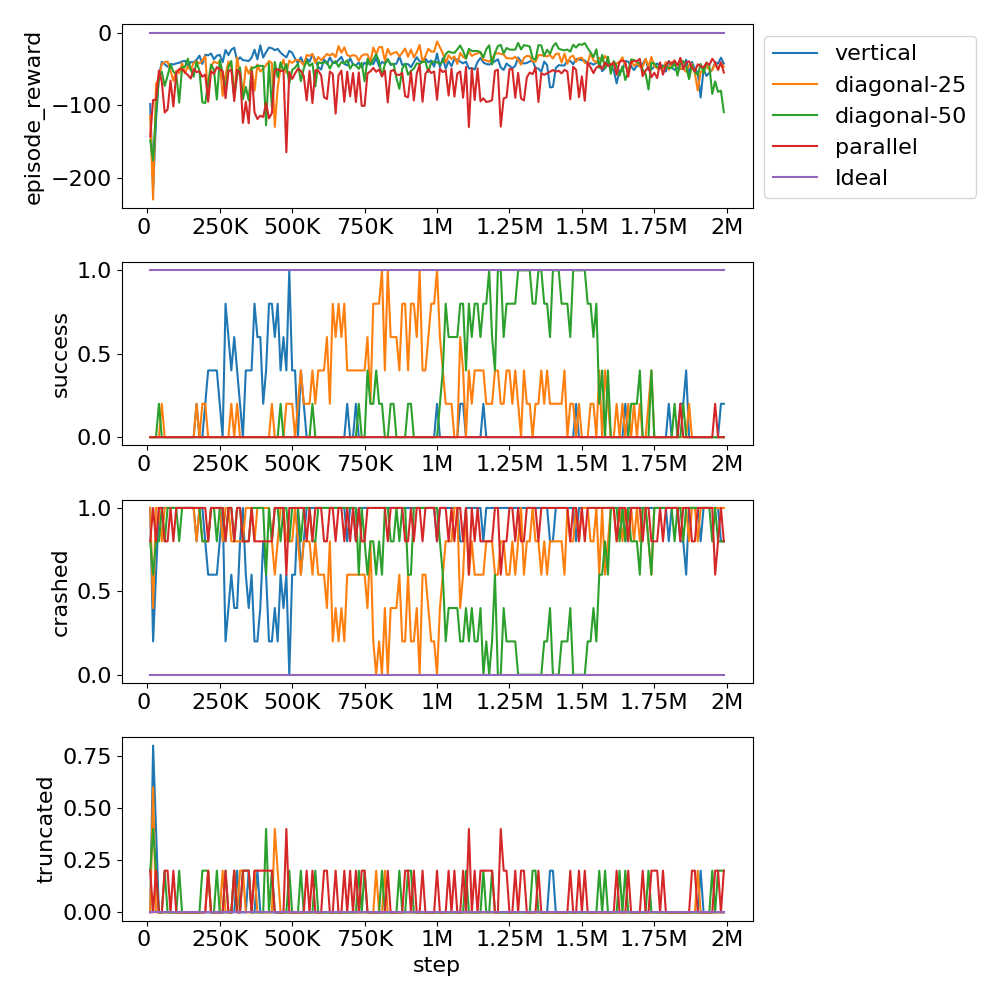 episode_reward
0
−100
−200
0 250K 500K 750K 1M 1.25M 1.5M 1.75M 2M
vertical
diagonal-25
diagonal-50
parallel
Ideal
success
1.0
0.5
0.0
0 250K 500K 750K 1M 1.25M 1.5M 1.75M 2M
crashed
1.0
0.5
0.0
0 250K 500K 750K 1M 1.25M 1.5M 1.75M 2M
truncated
0.75
0.50
0.25
0.00
0 250K 500K 750K 1M 1.25M 1.5M 1.75M 2M
step